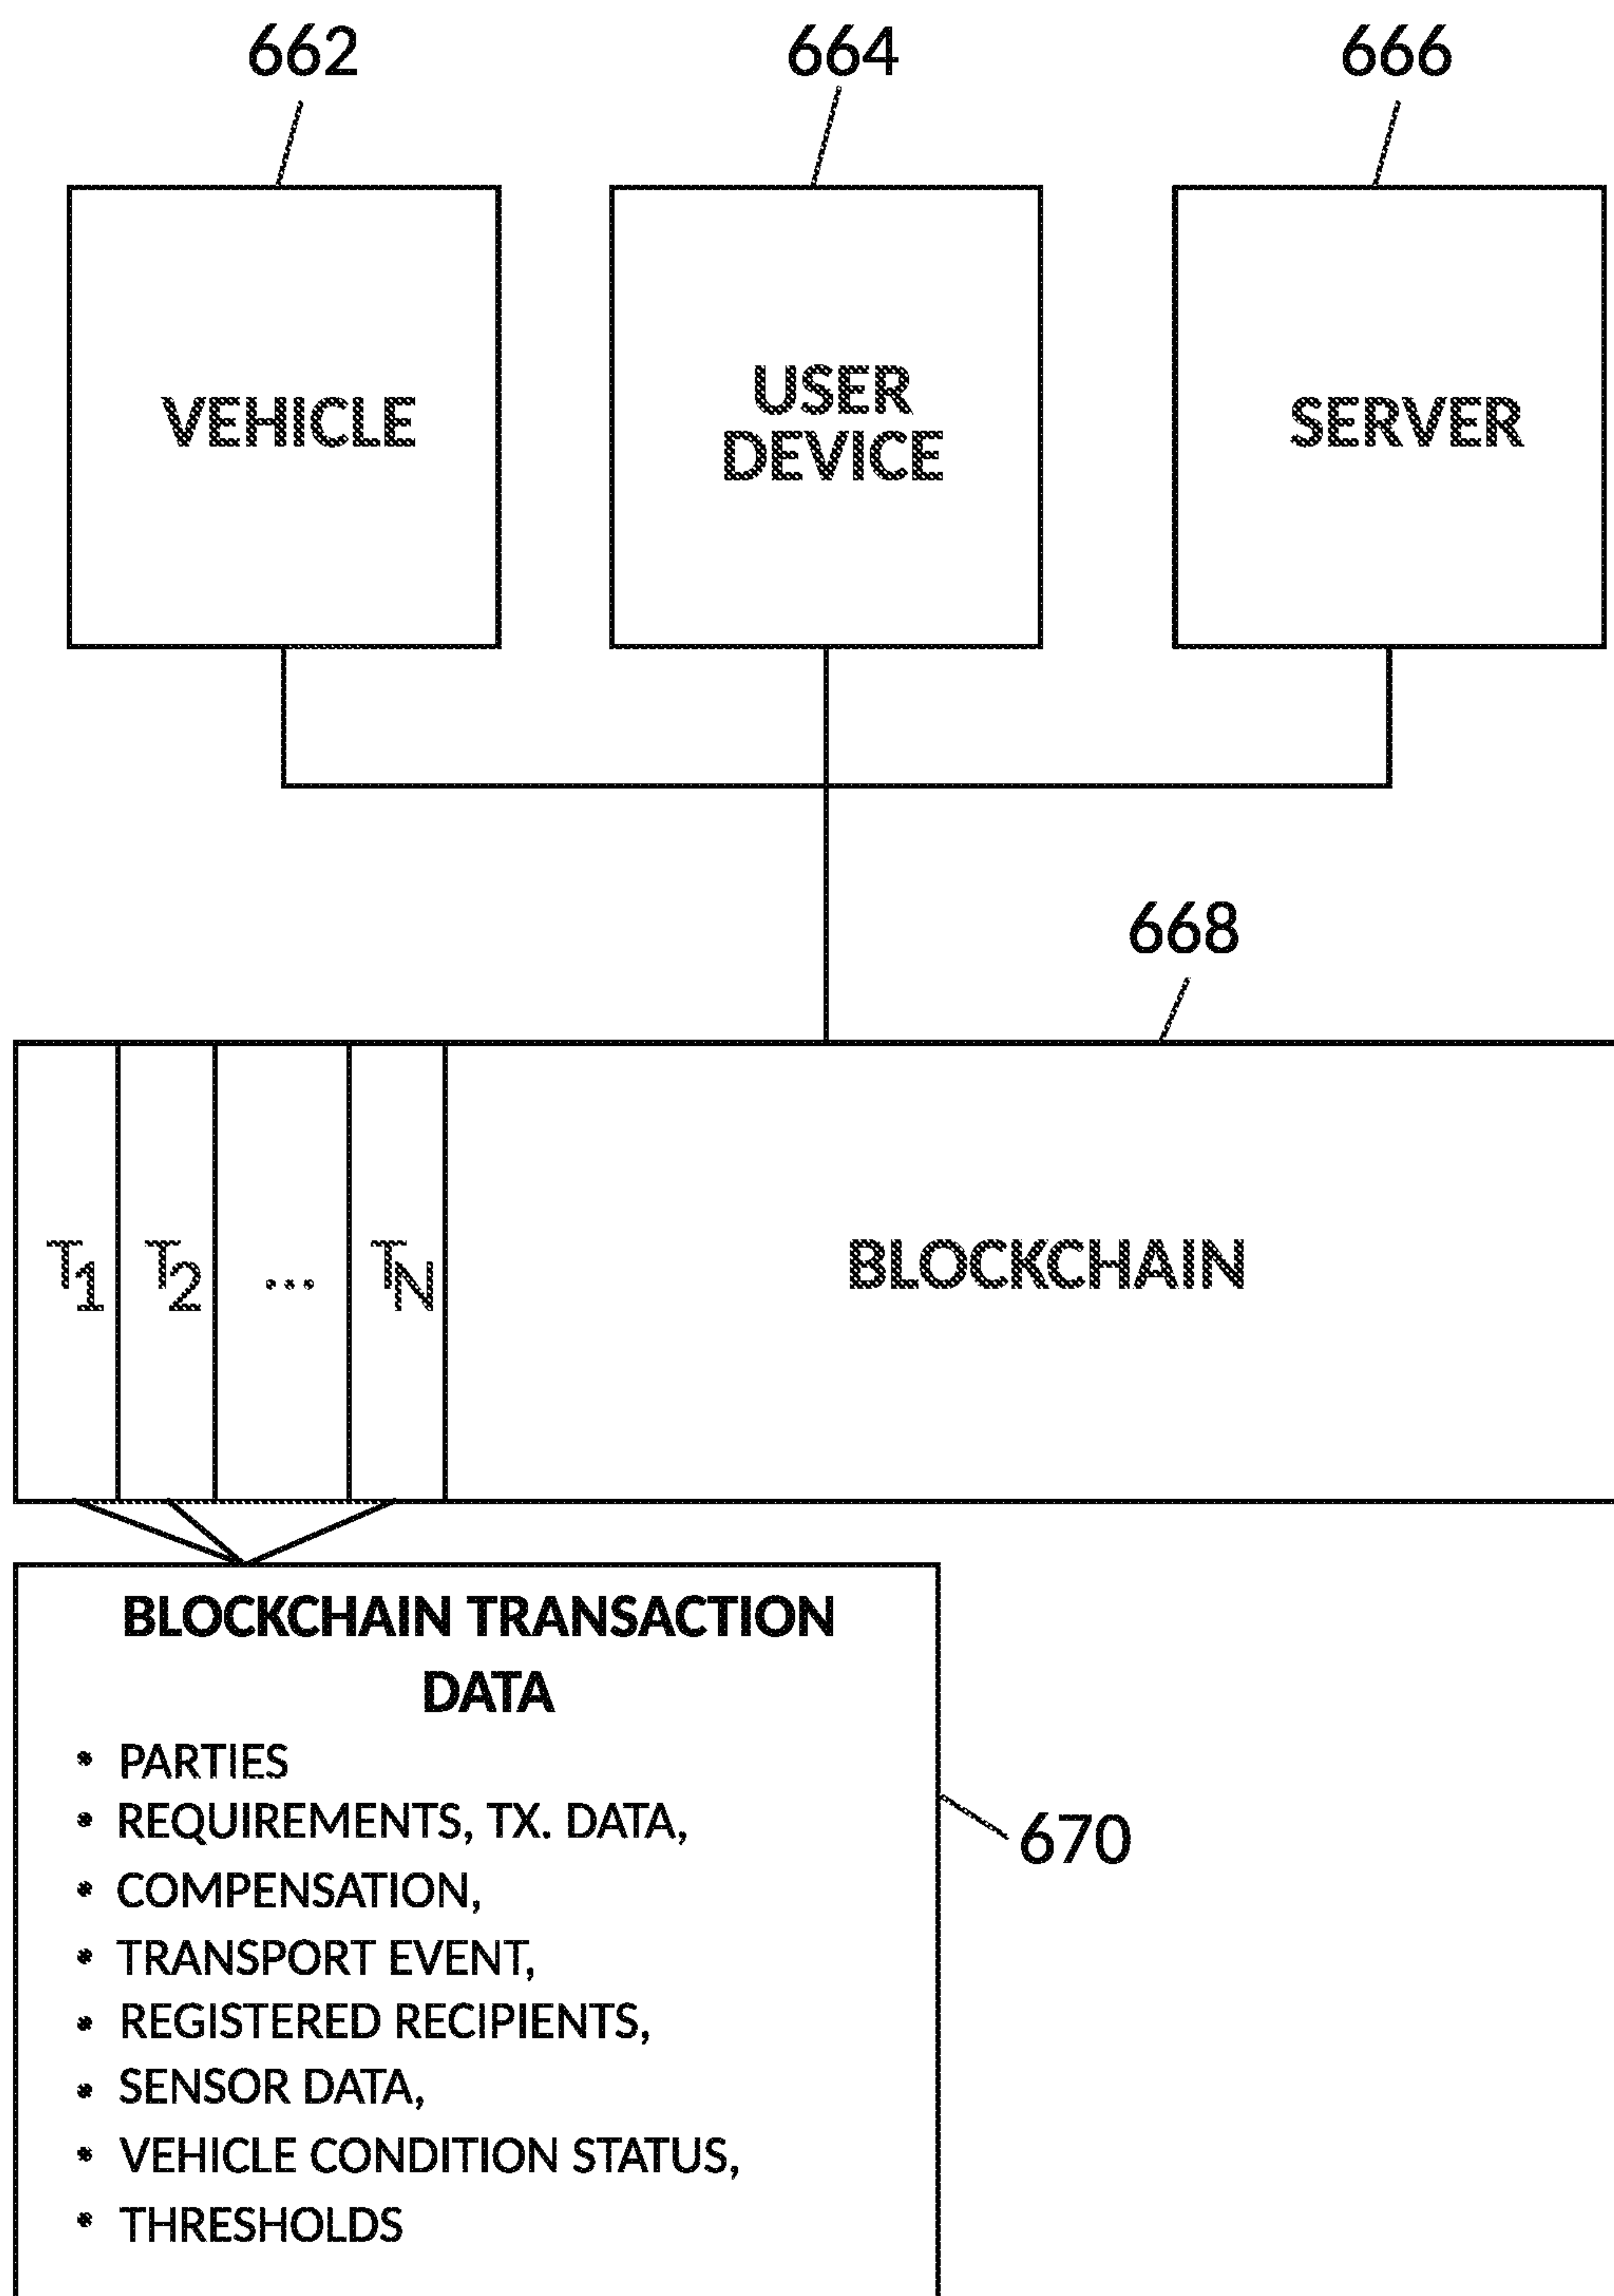 662 664 666
VEHICLE
USER
DEVICE
SERVER
668
T1 T2 ... TN
BLOCKCHAIN
BLOCKCHAIN TRANSACTION
DATA
• PARTIES
• REQUIREMENTS, TX. DATA,
670
• COMPENSATION,
• TRANSPORT EVENT,
• REGISTERED RECIPIENTS,
• SENSOR DATA,
• VEHICLE CONDITION STATUS,
• THRESHOLDS